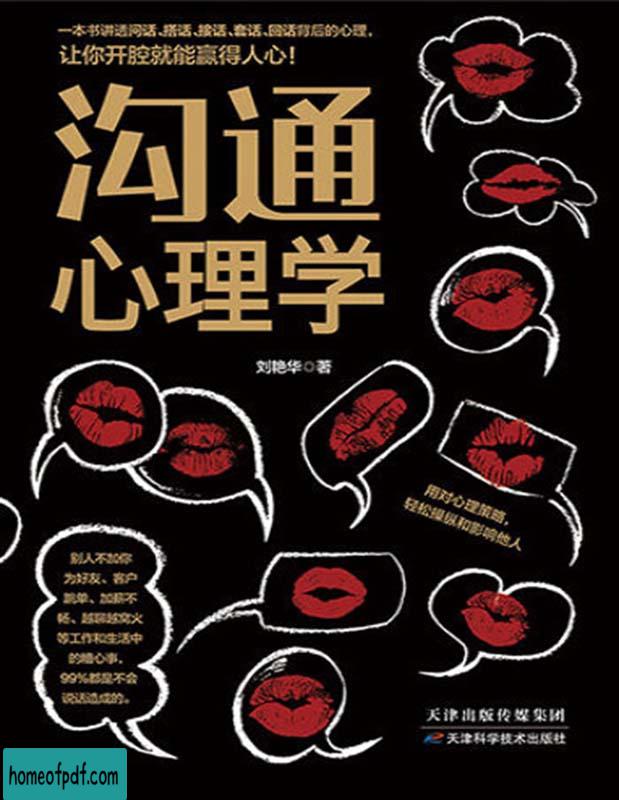 一本书讲透问话、搭话、接话、套话、回话背后的心理，
让你开腔就能赢得人心！
沟通
心理学
刘艳华◎著
用对心理策略，
轻松操纵和影响他人
别人不加你
为好友、客户
跳单、加薪不
畅、越聊越窝火
等工作和生活中
的糟心事，
99%都是不会
说话造成的。
天津出版传媒集团
天津科学技术出版社
homeofpdf.com